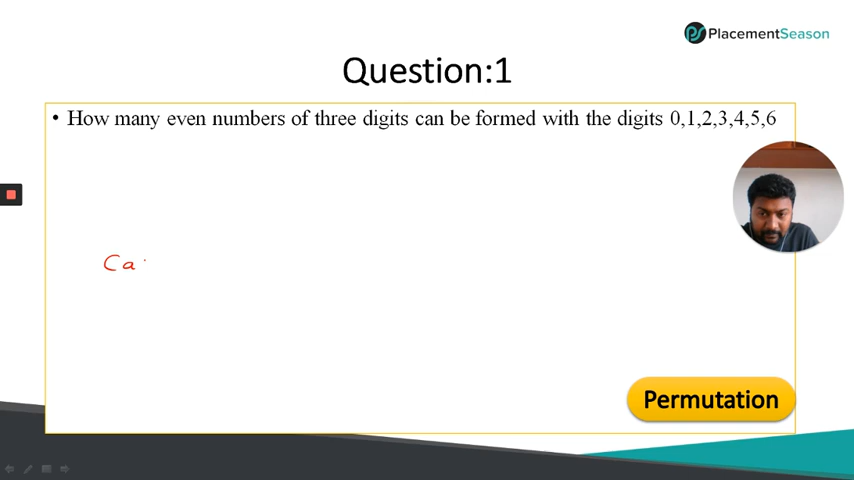 PlacementSeason
Question:1
• How many even numbers of three digits can be formed with the digits 0,1,2,3,4,5,6
Ca
Permutation